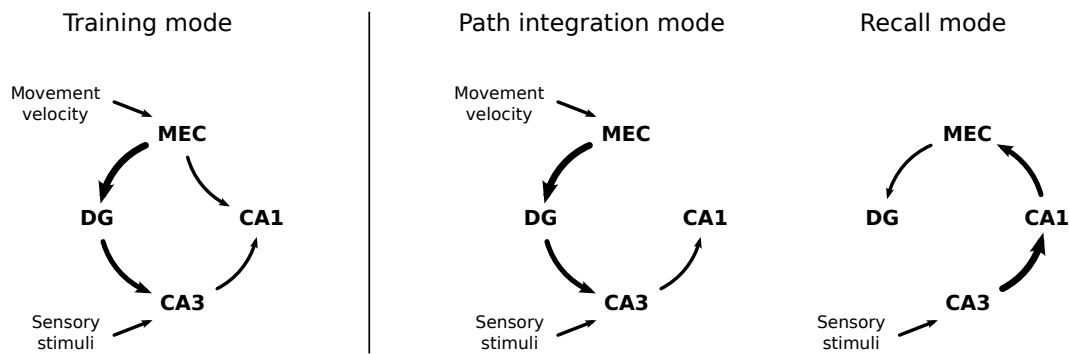 Training mode
Movement
velocity
MEC
DG
CA1
CA3
Sensory
stimuli
Path integration mode
Movement
velocity
MEC
DG
CA1
CA3
Sensory
stimuli
Recall mode
MEC
DG
CA1
CA3
Sensory
stimuli